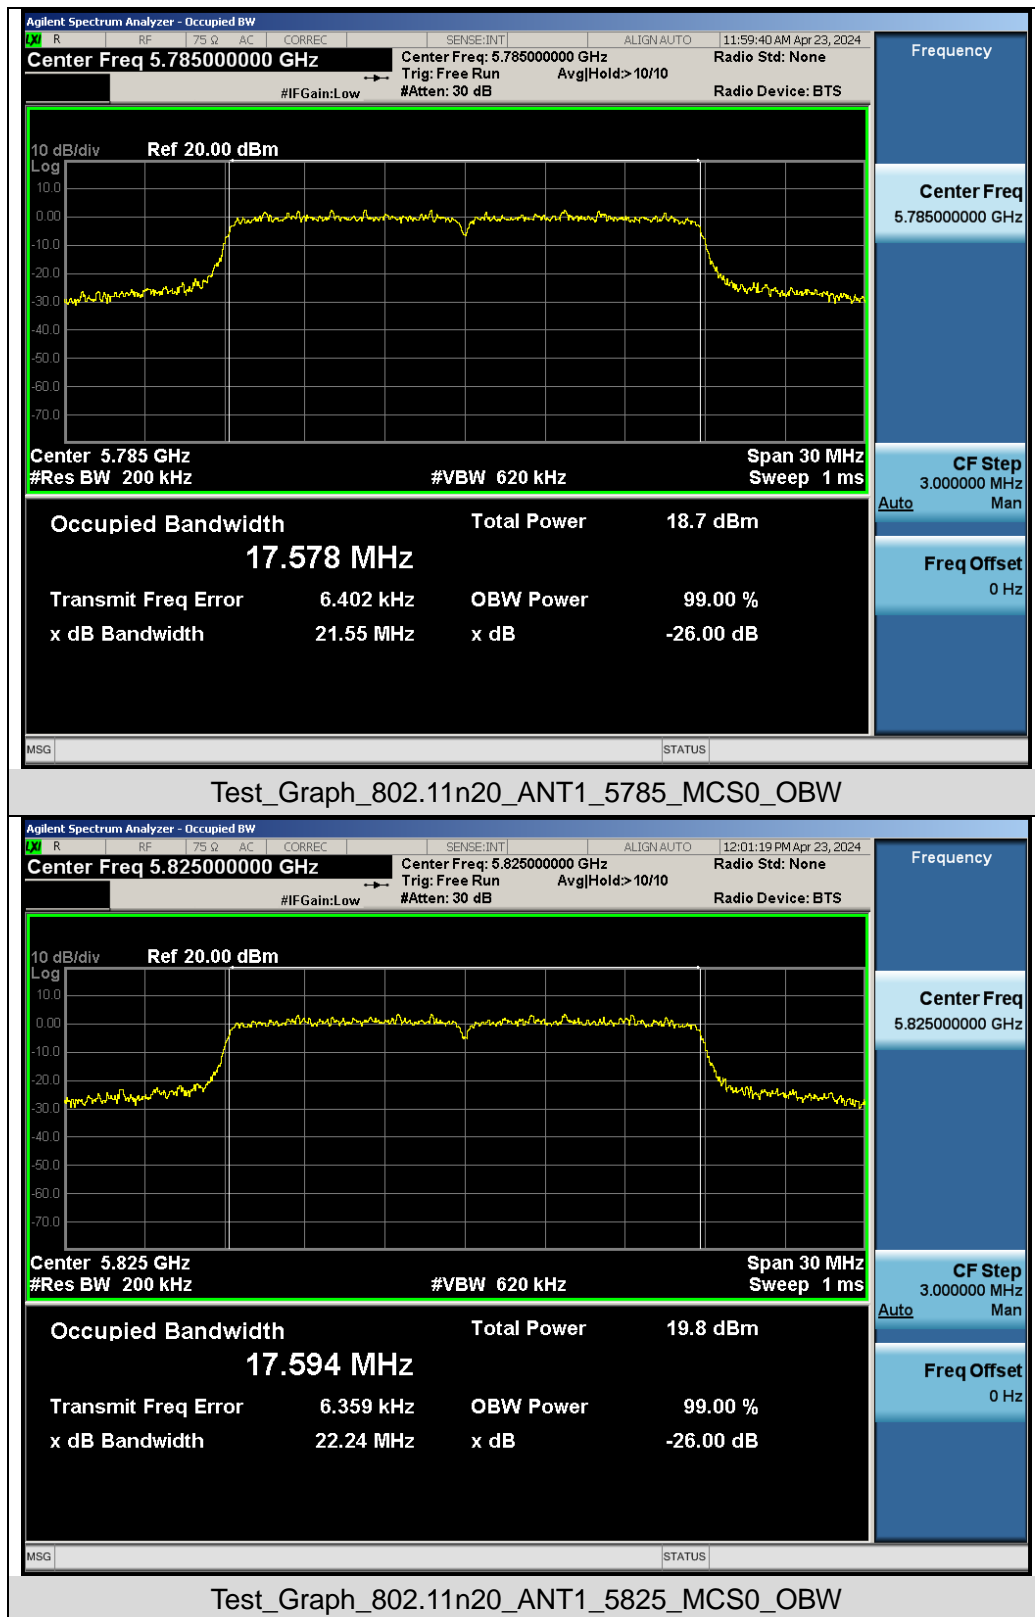 Agilent Spectrum Analyzer - Occupied BW
LXI R RF 75 Ω AC CORREC SENSE:INT ALIGN AUTO 11:59:40 AM Apr 23, 2024
Center Freq 5.785000000 GHz
Center Freq: 5.785000000 GHz
Radio Std: None
Trig: Free Run Avg|Hold:>10/10
#IFGain:Low #Atten: 30 dB Radio Device: BTS
Frequency
10 dB/div Ref 20.00 dBm
Log
10.0
0.00
-10.0
-20.0
-30.0
-40.0
-50.0
-60.0
-70.0
Center 5.785 GHz Span 30 MHz
#Res BW 200 kHz #VBW 620 kHz Sweep 1 ms
Center Freq
5.785000000 GHz
CF Step
3.000000 MHz
Auto Man
Freq Offset
0 Hz
Occupied Bandwidth Total Power 18.7 dBm
17.578 MHz
Transmit Freq Error 6.402 kHz OBW Power 99.00 %
x dB Bandwidth 21.55 MHz x dB -26.00 dB
MSG STATUS
Test_Graph_802.11n20_ANT1_5785_MCS0_OBW
Agilent Spectrum Analyzer - Occupied BW
LXI R RF 75 Ω AC CORREC SENSE:INT ALIGN AUTO 12:01:19 PM Apr 23, 2024
Center Freq 5.825000000 GHz
Center Freq: 5.825000000 GHz
Radio Std: None
Trig: Free Run Avg|Hold:>10/10
#IFGain:Low #Atten: 30 dB Radio Device: BTS
Frequency
10 dB/div Ref 20.00 dBm
Log
10.0
0.00
-10.0
-20.0
-30.0
-40.0
-50.0
-60.0
-70.0
Center 5.825 GHz Span 30 MHz
#Res BW 200 kHz #VBW 620 kHz Sweep 1 ms
Center Freq
5.825000000 GHz
CF Step
3.000000 MHz
Auto Man
Freq Offset
0 Hz
Occupied Bandwidth Total Power 19.8 dBm
17.594 MHz
Transmit Freq Error 6.359 kHz OBW Power 99.00 %
x dB Bandwidth 22.24 MHz x dB -26.00 dB
MSG STATUS
Test_Graph_802.11n20_ANT1_5825_MCS0_OBW